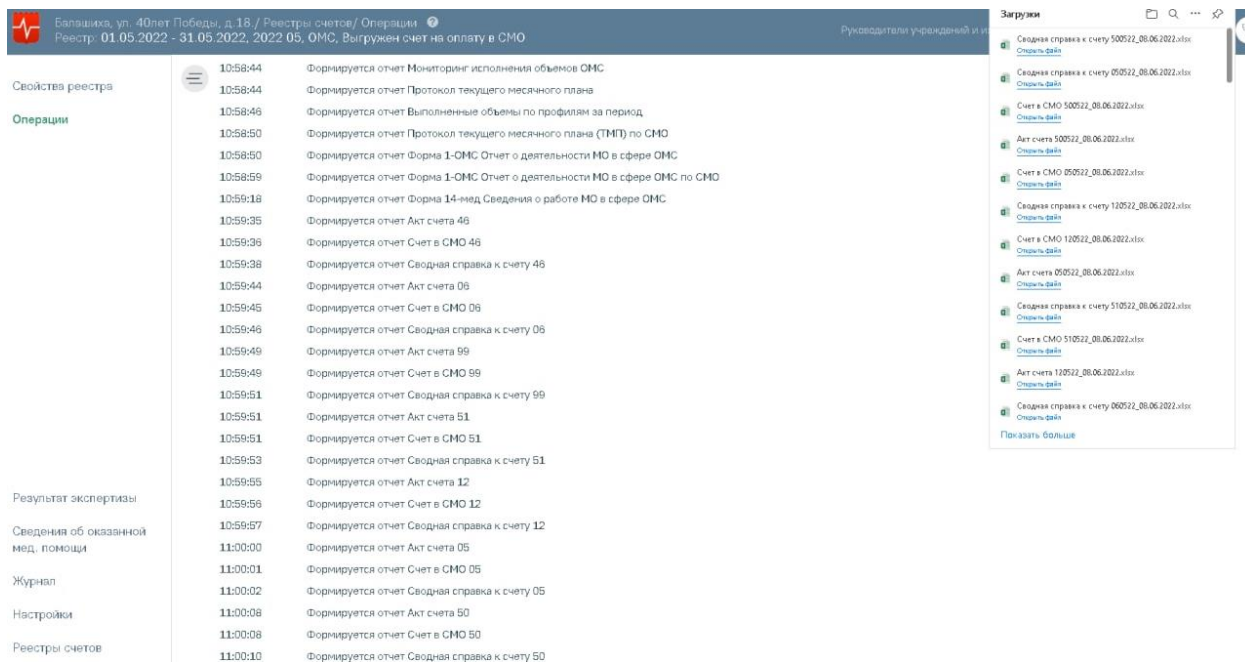 Балашиха, ул. 40лет Победы, д.18./ Реестры счетов/ Операции ?
Реестр: 01.05.2022 - 31.05.2022, 2022 05, ОМС, Выгружен счет на оплату в СМО
Руководители учреждений и
Свойства реестра
Операции
Результат экспертизы
Сведения об оказанной
мед. помощи
Журнал
Настройки
Реестры счетов
10:58:44 Формируется отчет Мониторинг исполнения объемов ОМС
10:58:44 Формируется отчет Протокол текущего месячного плана
10:58:46 Формируется отчет Выполненные объемы по профилям за период
10:58:50 Формируется отчет Протокол текущего месячного плана (ТМП) по СМО
10:58:50 Формируется отчет Форма 1-ОМС Отчет о деятельности МО в сфере ОМС
10:58:59 Формируется отчет Форма 1-ОМС Отчет о деятельности МО в сфере ОМС по СМО
10:59:18 Формируется отчет Форма 14-мед Сведения о работе МО в сфере ОМС
10:59:35 Формируется отчет Акт счета 46
10:59:36 Формируется отчет Счет в СМО 46
10:59:38 Формируется отчет Сводная справка к счету 46
10:59:44 Формируется отчет Акт счета 06
10:59:45 Формируется отчет Счет в СМО 06
10:59:46 Формируется отчет Сводная справка к счету 06
10:59:49 Формируется отчет Акт счета 99
10:59:49 Формируется отчет Счет в СМО 99
10:59:51 Формируется отчет Сводная справка к счету 99
10:59:51 Формируется отчет Акт счета 51
10:59:51 Формируется отчет Счет в СМО 51
10:59:53 Формируется отчет Сводная справка к счету 51
10:59:55 Формируется отчет Акт счета 12
10:59:56 Формируется отчет Счет в СМО 12
10:59:57 Формируется отчет Сводная справка к счету 12
11:00:00 Формируется отчет Акт счета 05
11:00:01 Формируется отчет Счет в СМО 05
11:00:02 Формируется отчет Сводная справка к счету 05
11:00:08 Формируется отчет Акт счета 50
11:00:08 Формируется отчет Счет в СМО 50
11:00:10 Формируется отчет Сводная справка к счету 50
Загрузки
Сводная справка к счету 500522_08.06.2022.xlsx
Открыть файл
Сводная справка к счету 050522_08.06.2022.xlsx
Открыть файл
Счет в СМО 500522_08.06.2022.xlsx
Открыть файл
Акт счета 500522_08.06.2022.xlsx
Открыть файл
Счет в СМО 050522_08.06.2022.xlsx
Открыть файл
Сводная справка к счету 120522_08.06.2022.xlsx
Открыть файл
Счет в СМО 120522_08.06.2022.xlsx
Открыть файл
Акт счета 050522_08.06.2022.xlsx
Открыть файл
Сводная справка к счету 510522_08.06.2022.xlsx
Открыть файл
Счет в СМО 510522_08.06.2022.xlsx
Открыть файл
Акт счета 120522_08.06.2022.xlsx
Открыть файл
Сводная справка к счету 060522_08.06.2022.xlsx
Открыть файл
Показать больше